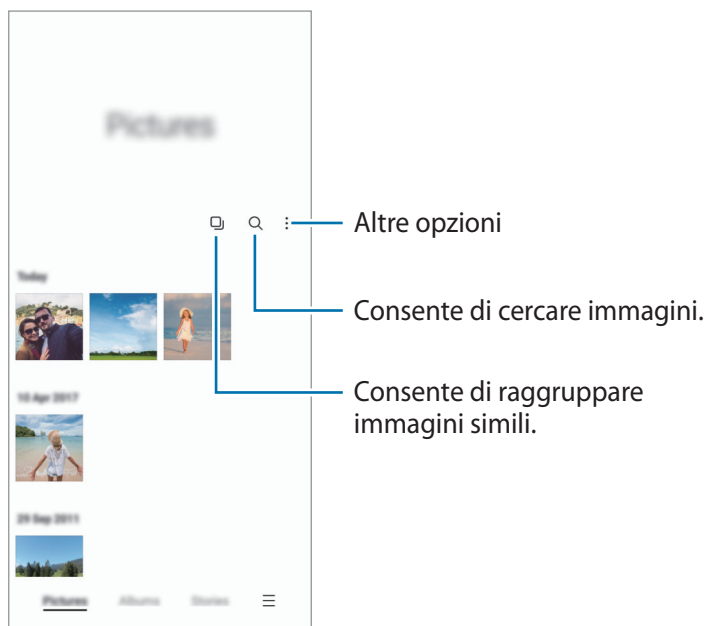 Pictures
Altre opzioni
Today
Consente di cercare immagini.
10 Apr 2017
Consente di raggruppare
immagini simili.
29 Sep 2011
Pictures
Albums
Stories